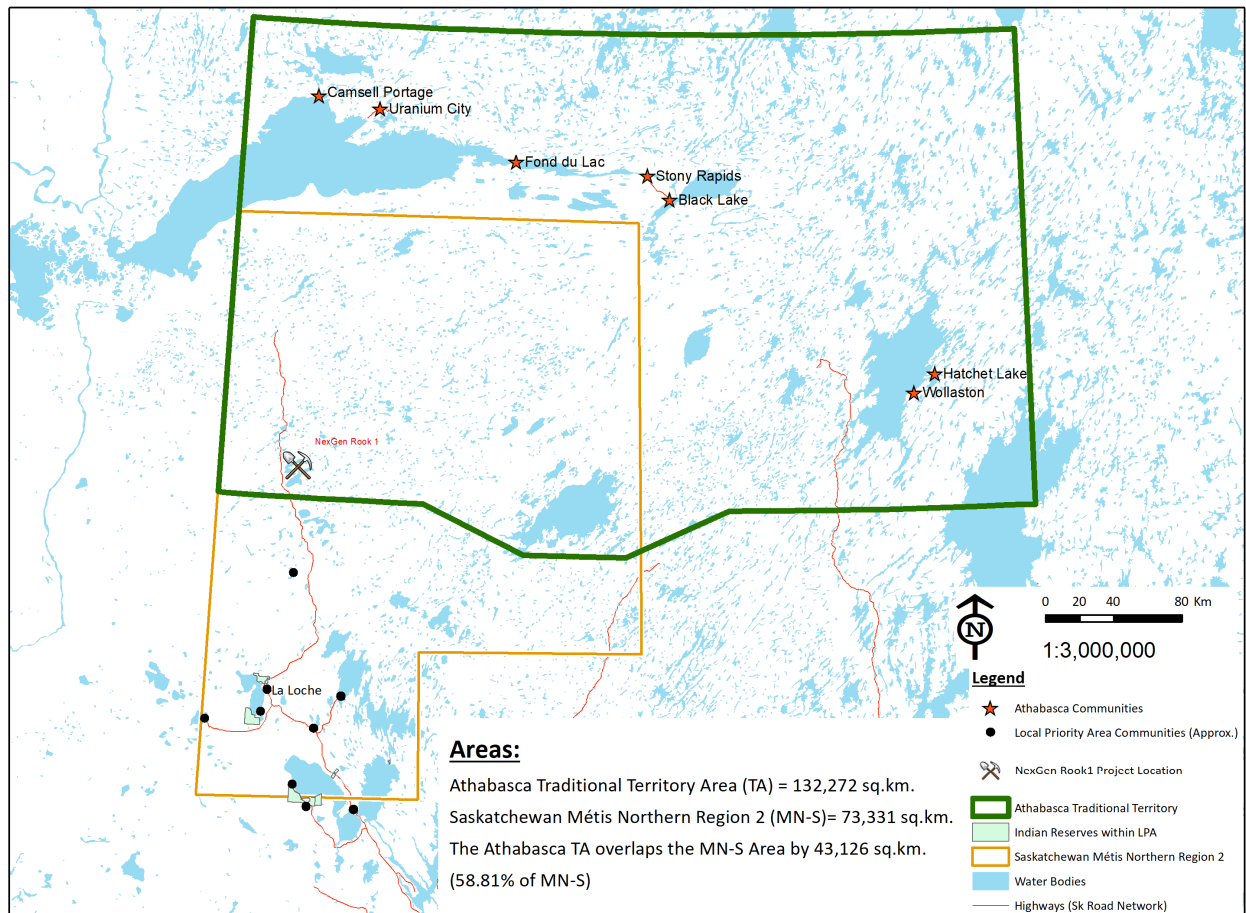 Camsell Portage
Uranium City
Fond du Lac
Stony Rapids
Black Lake
Hatchet Lake
Wollaston
NexGen Rook 1
La Loche
N
0 20 40 80 Km
1:3,000,000
Legend
Athabasca Communities
Local Priority Area Communities (Approx.)
NexGen Rook1 Project Location
Athabasca Traditional Territory
Indian Reserves within LPA
Saskatchewan Métis Northern Region 2
Water Bodies
Highways (Sk Road Network)
Areas:
Athabasca Traditional Territory Area (TA) = 132,272 sq.km.
Saskatchewan Métis Northern Region 2 (MN-S)= 73,331 sq.km.
The Athabasca TA overlaps the MN-S Area by 43,126 sq.km.
(58.81% of MN-S)